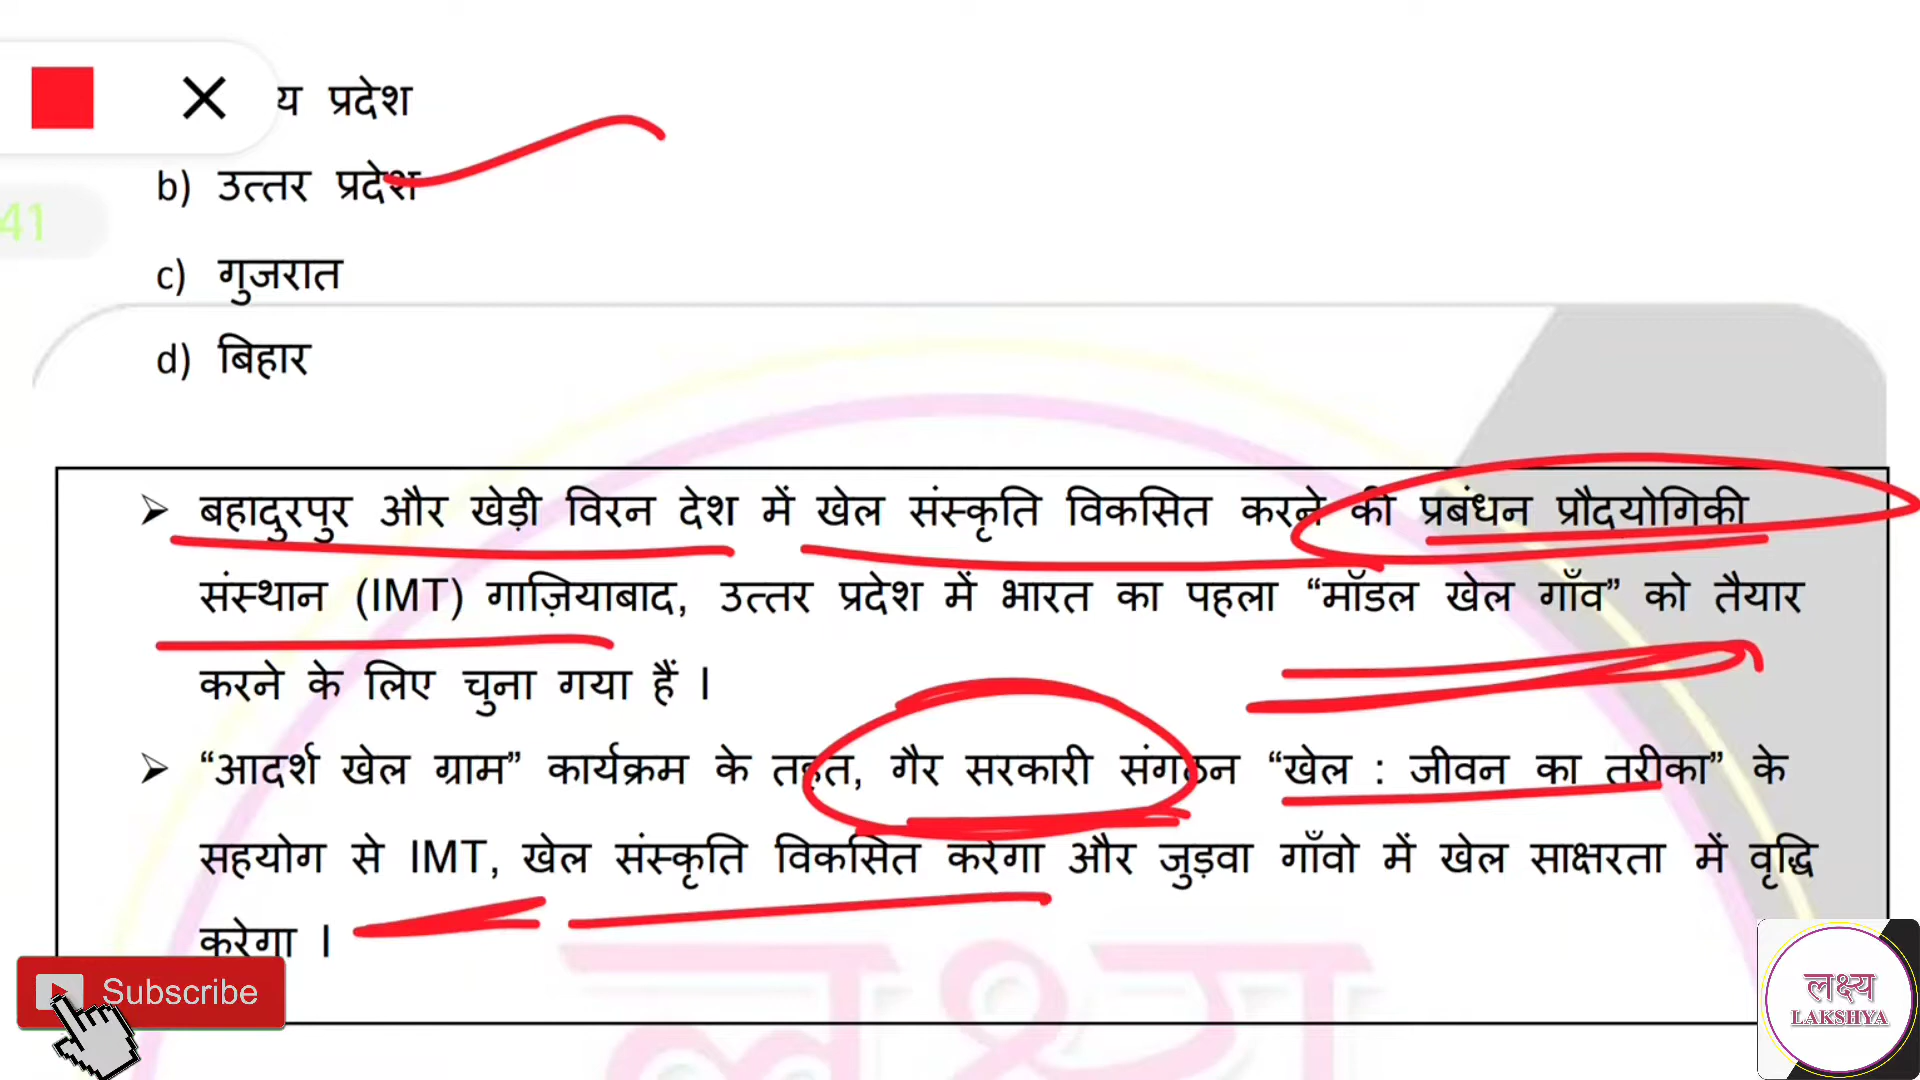 य प्रदेश
b) उत्तर प्रदेश
41
c) गुजरात
d) बिहार
➢ बहादुरपुर और खेड़ी विरन देश में खेल संस्कृति विकसित करने की प्रबंधन प्रौदयोगिकी
संस्थान (IMT) गाज़ियाबाद, उत्तर प्रदेश में भारत का पहला “मॉडल खेल गाँव” को तैयार
करने के लिए चुना गया हैं ।
➢ “आदर्श खेल ग्राम” कार्यक्रम के तहत, गैर सरकारी संगठन “खेल : जीवन का तरीका” के
सहयोग से IMT, खेल संस्कृति विकसित करेगा और जुड़वा गाँवो में खेल साक्षरता में वृद्धि
करेगा ।
Subscribe
लक्ष्य
लक्ष्य
LAKSHYA